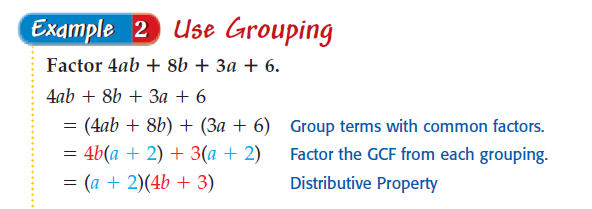 Example 2 Use Grouping
Factor 4ab + 8b + 3a + 6.
4ab + 8b + 3a + 6
= (4ab + 8b) + (3a + 6) Group terms with common factors.
= 4b(a + 2) + 3(a + 2) Factor the GCF from each grouping.
= (a + 2)(4b + 3) Distributive Property